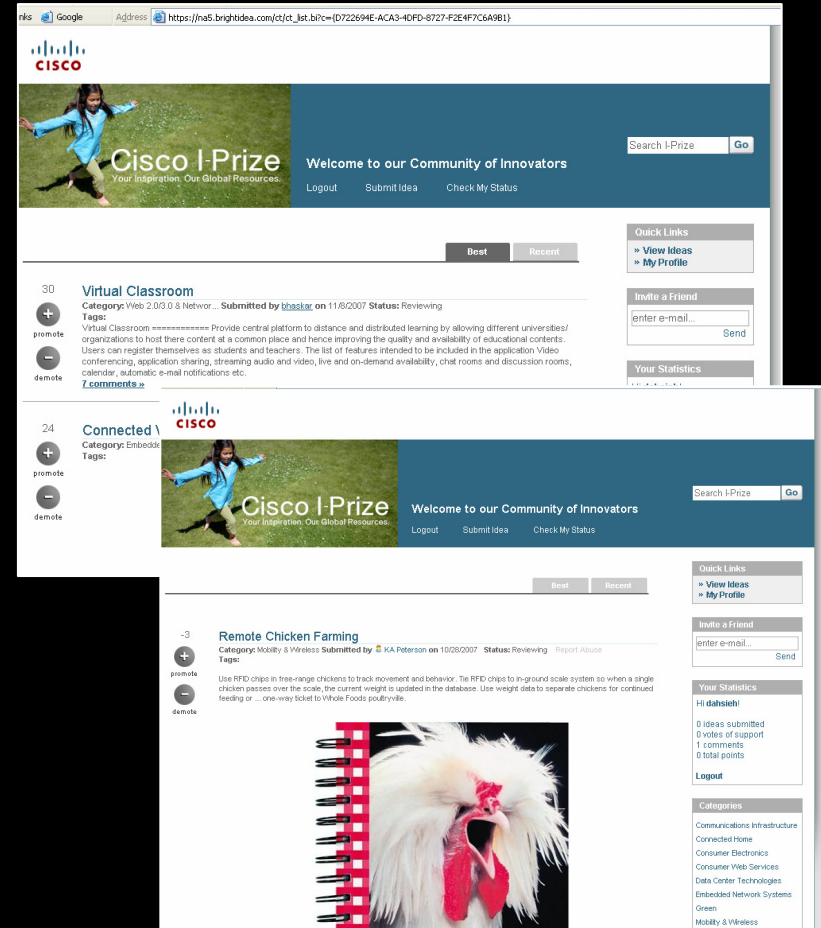 nks Google Address https://na5.brightidea.com/ct/ct_list.bi?c={D722694E-ACA3-4DFD-8727-F2E4F7C6A9B1}
CISCO
Cisco I-Prize
Your Inspiration. Our Global Resources.
Welcome to our Community of Innovators
Logout Submit Idea Check My Status
Search I-Prize Go
Best Recent
Quick Links
» View Ideas
» My Profile
Invite a Friend
enter e-mail...
Send
Your Statistics
30
promote
demote
Virtual Classroom
Category: Web 2.0/3.0 & Networ... Submitted by bhaskar on 11/8/2007 Status: Reviewing
Tags:
Virtual Classroom ============ Provide central platform to distance and distributed learning by allowing different universities/
organizations to host there content at a common place and hence improving the quality and availability of educational contents.
Users can register themselves as students and teachers. The list of features intended to be included in the application Video
conferencing, application sharing, streaming audio and video, live and on-demand availability, chat rooms and discussion rooms,
calendar, automatic e-mail notifications etc.
7 comments »
24
promote
demote
Connected V
Category: Embedde
Tags:
CISCO
Cisco I-Prize
Your Inspiration. Our Global Resources.
Welcome to our Community of Innovators
Logout Submit Idea Check My Status
Search I-Prize Go
Best Recent
-3
promote
demote
Remote Chicken Farming
Category: Mobility & Wireless Submitted by KA Peterson on 10/28/2007 Status: Reviewing Report Abuse
Tags:
Use RFID chips in free-range chickens to track movement and behavior. Tie RFID chips to in-ground scale system so when a single
chicken passes over the scale, the current weight is updated in the database. Use weight data to separate chickens for continued
feeding or ... one-way ticket to Whole Foods poultryville.
Quick Links
» View Ideas
» My Profile
Invite a Friend
enter e-mail...
Send
Your Statistics
Hi dahsieh!
0 ideas submitted
0 votes of support
1 comments
0 total points
Logout
Categories
Communications Infrastructure
Connected Home
Consumer Electronics
Consumer Web Services
Data Center Technologies
Embedded Network Systems
Green
Mobility & Wireless